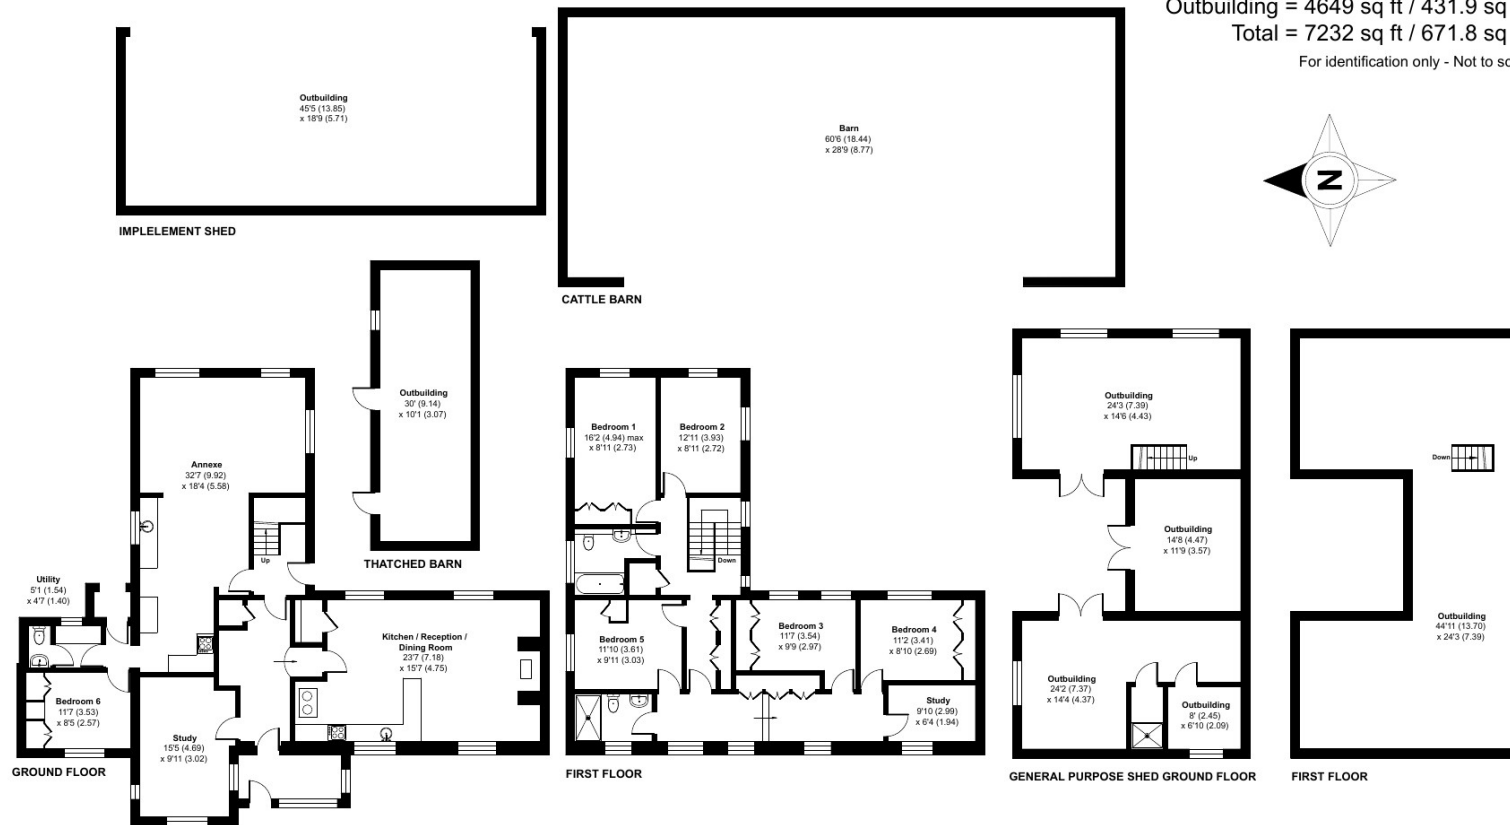 Outbuilding = 4649 sq ft / 431.9 sq
Total = 7232 sq ft / 671.8 sq
For identification only - Not to sc
N
Outbuilding
45'5 (13.85)
x 18'9 (5.71)
IMPLELEMENT SHED
Barn
60'6 (18.44)
x 28'9 (8.77)
CATTLE BARN
Outbuilding
30' (9.14)
x 10'1 (3.07)
THATCHED BARN
Annexe
32'7 (9.92)
x 18'4 (5.58)
Up
Utility
5'1 (1.54)
x 4'7 (1.40)
Kitchen / Reception /
Dining Room
23'7 (7.18)
x 15'7 (4.75)
Bedroom 6
11'7 (3.53)
x 8'5 (2.57)
Study
15'5 (4.69)
x 9'11 (3.02)
GROUND FLOOR
Bedroom 1
16'2 (4.94) max
x 8'11 (2.73)
Bedroom 2
12'11 (3.93)
x 8'11 (2.72)
Down
Bedroom 5
11'10 (3.61)
x 9'11 (3.03)
Bedroom 3
11'7 (3.54)
x 9'9 (2.97)
Bedroom 4
11'2 (3.41)
x 8'10 (2.69)
Study
9'10 (2.99)
x 6'4 (1.94)
FIRST FLOOR
Outbuilding
24'3 (7.39)
x 14'6 (4.43)
Up
Outbuilding
14'8 (4.47)
x 11'9 (3.57)
Outbuilding
24'2 (7.37)
x 14'4 (4.37)
Outbuilding
8' (2.45)
x 6'10 (2.09)
GENERAL PURPOSE SHED GROUND FLOOR
Down
Outbuilding
44'11 (13.70)
x 24'3 (7.39)
FIRST FLOOR